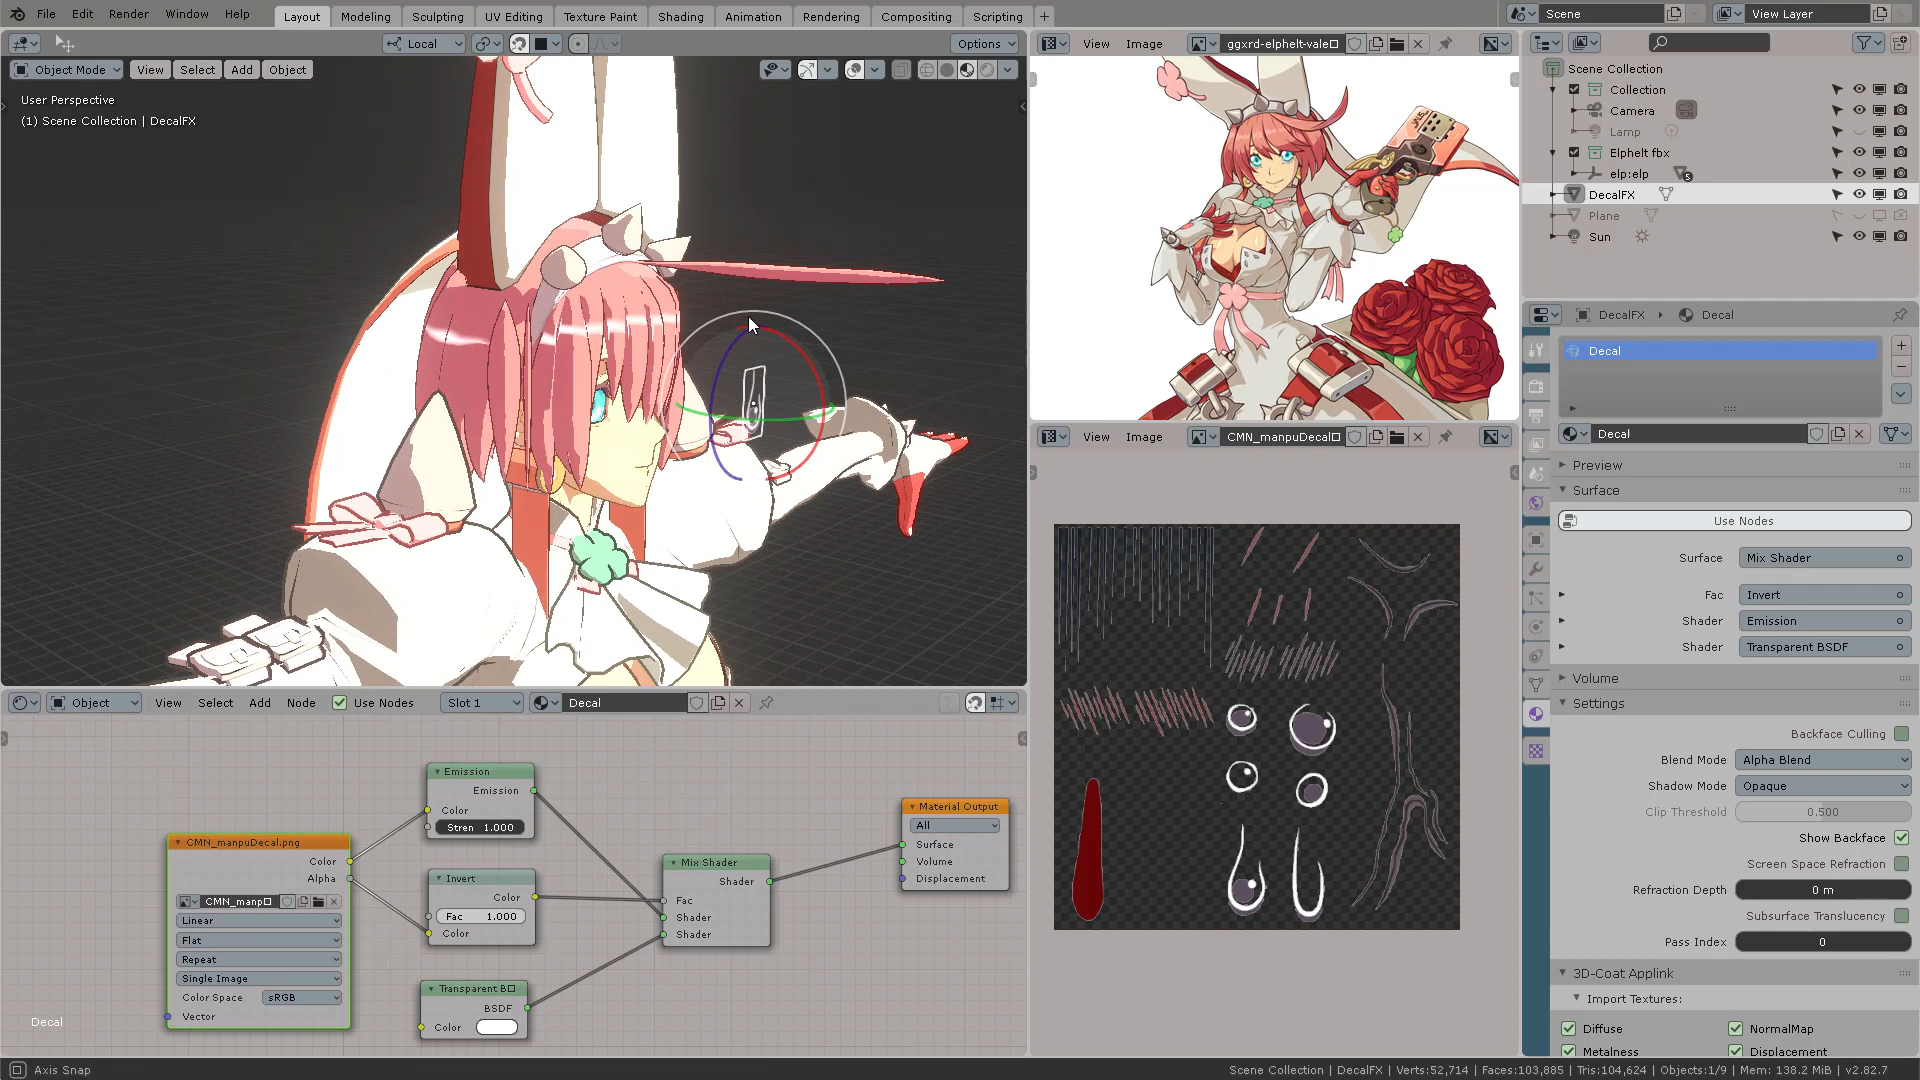 File Edit Render Window Help Layout Modeling Sculpting UV Editing Texture Paint Shading Animation Rendering Compositing Scripting + Scene View Layer
Local Options
Object Mode View Select Add Object
User Perspective
(1) Scene Collection | DecalFX
View Image ggxrd-elphelt-vale
Scene Collection
Collection
Camera
Lamp
Elphelt fbx
elp:elp 5
DecalFX
Plane
Sun
View Image CMN_manpuDecal
DecalFX Decal
Decal
Decal
Preview
Surface
Use Nodes
Surface Mix Shader
Fac Invert
Shader Emission
Shader Transparent BSDF
Volume
Settings
Backface Culling
Blend Mode Alpha Blend
Shadow Mode Opaque
Clip Threshold 0.500
Show Backface
Screen Space Refraction
Refraction Depth 0 m
Subsurface Translucency
Pass Index 0
3D-Coat Applink
Import Textures:
Diffuse NormalMap
Metalness Displacement
Object View Select Add Node Use Nodes Slot 1 Decal
Emission
Emission
Color
Stren 1.000
CMN_manpuDecal.png
Color
Alpha
CMN_manp
Linear
Flat
Repeat
Single Image
Color Space sRGB
Vector
Invert
Color
Fac 1.000
Color
Transparent B
BSDF
Color
Mix Shader
Shader
Fac
Shader
Shader
Material Output
All
Surface
Volume
Displacement
Decal
Axis Snap
Scene Collection | DecalFX | Verts:52,714 | Faces:103,885 | Tris:104,624 | Objects:1/9 | Mem: 138.2 MiB | v2.82.7